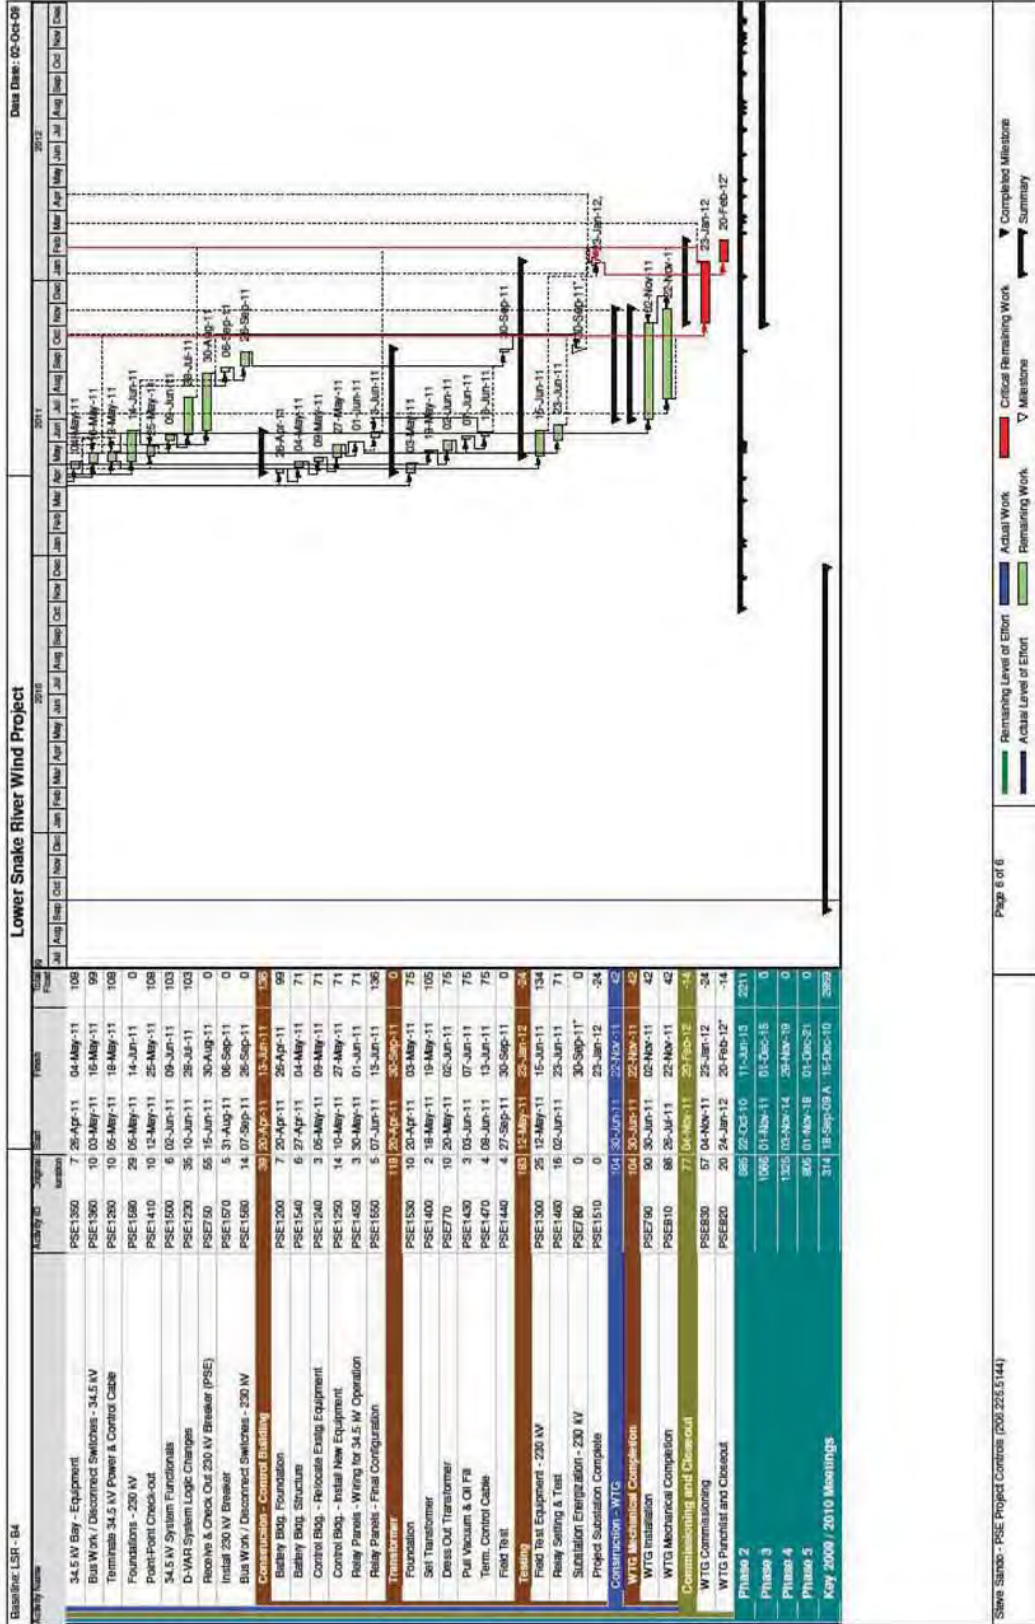 Baseline: LSR - B4
Lower Snake River Wind Project
Data Date: 02-Oct-09
Activity Name Activity ID Original Duration Start Finish Total Float
2010 2011 2012
Jul Aug Sep Oct Nov Dec Jan Feb Mar Apr May Jun Jul Aug Sep Oct Nov Dec Jan Feb Mar Apr May Jun Jul Aug Sep Oct Nov Dec Jan Feb Mar Apr May Jun Jul Aug Sep Oct Nov Dec
34.5 kV Bay - Equipment PSE1350 7 26-Apr-11 04-May-11 108
Bus Work / Disconnect Switches - 34.5 kV PSE1360 10 03-May-11 16-May-11 99
Terminate 34.5 kV Power & Control Cable PSE1260 10 05-May-11 18-May-11 108
Foundations - 230 kV PSE1590 29 05-May-11 14-Jun-11 0
Point-Point Check-out PSE1410 10 12-May-11 25-May-11 108
34.5 kV System Functionals PSE1500 6 02-Jun-11 09-Jun-11 103
D-VAR System Logic Changes PSE1230 35 10-Jun-11 28-Jul-11 103
Receive & Check Out 230 kV Breaker (PSE) PSE750 55 15-Jun-11 30-Aug-11 0
Install 230 kV Breaker PSE1570 5 31-Aug-11 06-Sep-11 0
Bus Work / Disconnect Switches - 230 kV PSE1580 14 07-Sep-11 26-Sep-11 0
Construction - Control Building 39 20-Apr-11 13-Jun-11 136
Battery Bldg. Foundation PSE1200 7 20-Apr-11 26-Apr-11 99
Battery Bldg. Structure PSE1540 6 27-Apr-11 04-May-11 71
Control Bldg. - Relocate Existg Equipment PSE1240 3 05-May-11 09-May-11 71
Control Bldg. - Install New Equipment PSE1250 14 10-May-11 27-May-11 71
Relay Panels - Wiring for 34.5 kV Operation PSE1450 3 30-May-11 01-Jun-11 71
Relay Panels - Final Configuration PSE1550 5 07-Jun-11 13-Jun-11 136
Transformer 118 20-Apr-11 30-Sep-11 0
Foundation PSE1530 10 20-Apr-11 03-May-11 75
Set Transformer PSE1400 2 18-May-11 19-May-11 105
Dress Out Transformer PSE770 10 20-May-11 02-Jun-11 75
Pull Vacuum & Oil Fill PSE1430 3 03-Jun-11 07-Jun-11 75
Term. Control Cable PSE1470 4 08-Jun-11 13-Jun-11 75
Field Test PSE1440 4 27-Sep-11 30-Sep-11 0
Testing 183 12-May-11 23-Jan-12 -24
Field Test Equipment - 230 kV PSE1300 25 12-May-11 15-Jun-11 134
Relay Setting & Test PSE1460 16 02-Jun-11 23-Jun-11 71
Substation Energization - 230 kV PSE780 0 30-Sep-11* 0
Project Substation Complete PSE1510 0 23-Jan-12 -24
Construction - WTG 104 30-Jun-11 22-Nov-11 42
WTG Mechanical Completion 104 30-Jun-11 22-Nov-11 42
WTG Installation PSE790 90 30-Jun-11 02-Nov-11 42
WTG Mechanical Completion PSE810 86 26-Jul-11 22-Nov-11 42
Commissioning and Closeout 77 04-Nov-11 20-Feb-12 -14
WTG Commissioning PSE830 57 04-Nov-11 23-Jan-12 -24
WTG Punchlist and Closeout PSE820 20 24-Jan-12 20-Feb-12* -14
Phase 2 22-Oct-10 11-Jun-15 2211
Phase 3 1066 01-Nov-11 01-Dec-15 0
Phase 4 1325 03-Nov-14 29-Nov-19 0
Phase 5 805 01-Nov-18 01-Dec-21 0
Key 2009 / 2010 Meetings 314 18-Sep-09 A 15-Dec-10 2869
04-May-11
16-May-11
18-May-11
14-Jun-11
25-May-11
09-Jun-11
28-Jul-11
30-Aug-11
06-Sep-11
26-Sep-11
26-Apr-11
04-May-11
09-May-11
27-May-11
01-Jun-11
13-Jun-11
03-May-11
19-May-11
02-Jun-11
07-Jun-11
13-Jun-11
30-Sep-11
15-Jun-11
23-Jun-11
30-Sep-11*
23-Jan-12,
02-Nov-11
22-Nov-11
23-Jan-12
20-Feb-12*
Steve Sando - PSE Project Controls (206.225.5144)
Page 6 of 6
Remaining Level of Effort Actual Work Critical Remaining Work Completed Milestone
Actual Level of Effort Remaining Work Milestone Summary